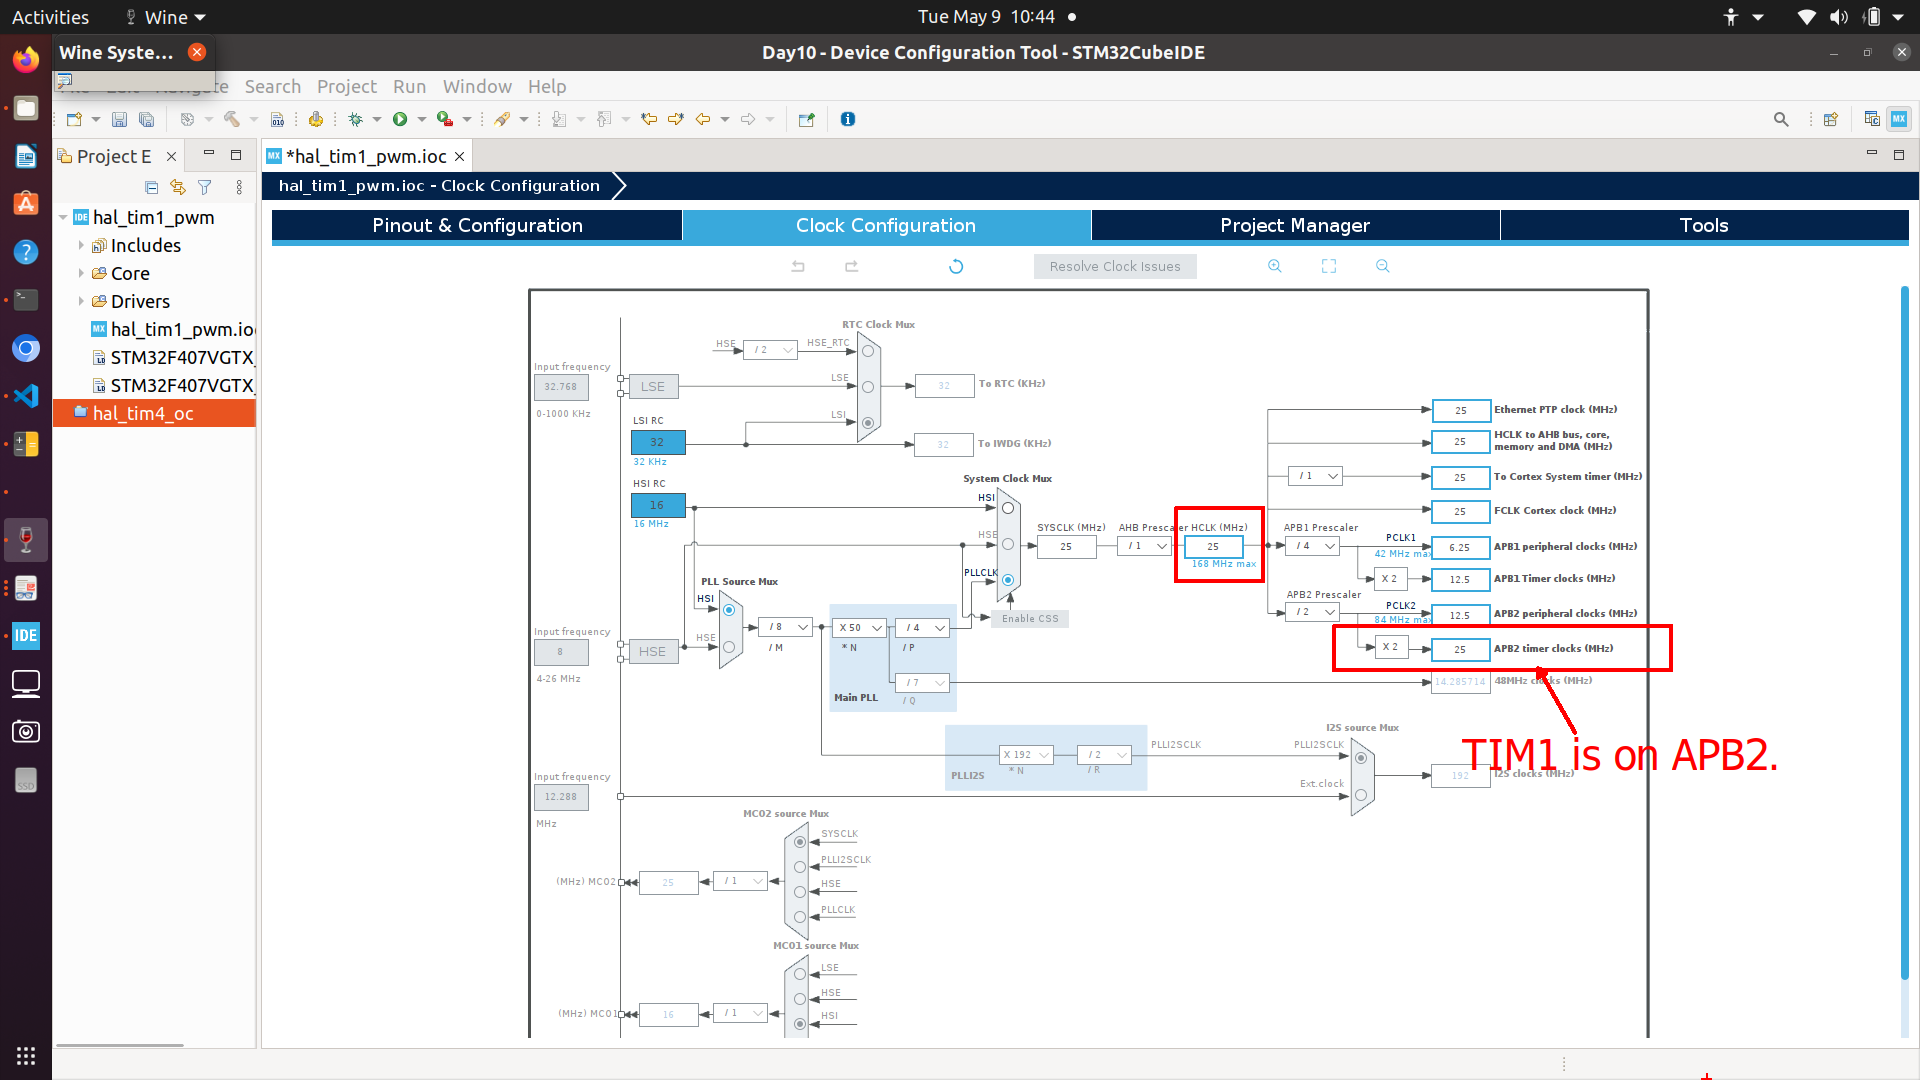 Activities
Wine
Tue May 9 10:44
Wine Syste...
Day10 - Device Configuration Tool - STM32CubeIDE
Search Project Run Window Help
Project E
*hal_tim1_pwm.ioc
hal_tim1_pwm.ioc - Clock Configuration
Pinout & Configuration
Clock Configuration
Project Manager
Tools
Resolve Clock Issues
hal_tim1_pwm
Includes
Core
Drivers
hal_tim1_pwm.io
STM32F407VGTX_
STM32F407VGTX_
hal_tim4_oc
RTC Clock Mux
HSE
/ 2
HSE_RTC
Input frequency
32.768
0-1000 KHz
LSE
LSE
32
To RTC (KHz)
LSI
LSI RC
32
32 KHz
32
To IWDG (KHz)
HSI RC
16
16 MHz
System Clock Mux
HSI
HSE
PLLCLK
SYSCLK (MHz)
25
AHB Prescaler
/ 1
HCLK (MHz)
25
168 MHz max
Enable CSS
25
Ethernet PTP clock (MHz)
25
HCLK to AHB bus, core,
memory and DMA (MHz)
/ 1
25
To Cortex System timer (MHz)
25
FCLK Cortex clock (MHz)
APB1 Prescaler
/ 4
PCLK1
42 MHz max
6.25
APB1 peripheral clocks (MHz)
X 2
12.5
APB1 Timer clocks (MHz)
APB2 Prescaler
/ 2
PCLK2
84 MHz max
12.5
APB2 peripheral clocks (MHz)
X 2
25
APB2 timer clocks (MHz)
14.285714
48MHz clocks (MHz)
PLL Source Mux
HSI
HSE
/ 8
/ M
X 50
* N
/ 4
/ P
/ 7
/ Q
Main PLL
Input frequency
8
4-26 MHz
HSE
X 192
* N
/ 2
/ R
PLLI2S
PLLI2SCLK
I2S source Mux
PLLI2SCLK
Ext.clock
192
I2S clocks (MHz)
TIM1 is on APB2.
Input frequency
12.288
MHz
MCO2 source Mux
SYSCLK
PLLI2SCLK
HSE
PLLCLK
(MHz) MCO2
25
/ 1
MCO1 source Mux
LSE
HSE
HSI
(MHz) MCO1
16
/ 1
IDE
SSD